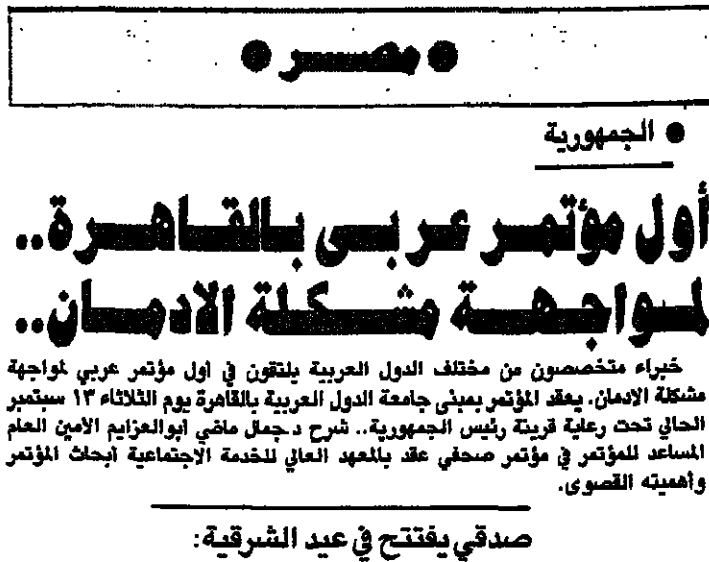 ● مصر ●
● الجمهورية
أول مؤتمر عربى بالقاهرة..
لمواجهة مشكلة الادمان..
خبراء متخصصون من مختلف الدول العربية يلتقون في اول مؤتمر عربي لمواجهة
مشكلة الادمان. يعقد المؤتمر بمبنى جامعة الدول العربية بالقاهرة يوم الثلاثاء ١٣ سبتمبر
الحالي تحت رعاية قرينة رئيس الجمهورية.. شرح د.جمال ماضي ابوالعزايم الأمين العام
المساعد للمؤتمر في مؤتمر صحفي عقد بالمعهد العالي للخدمة الاجتماعية ابحاث المؤتمر
وأهميته القصوى.
صدقي يفتتح في عيد الشرقية: